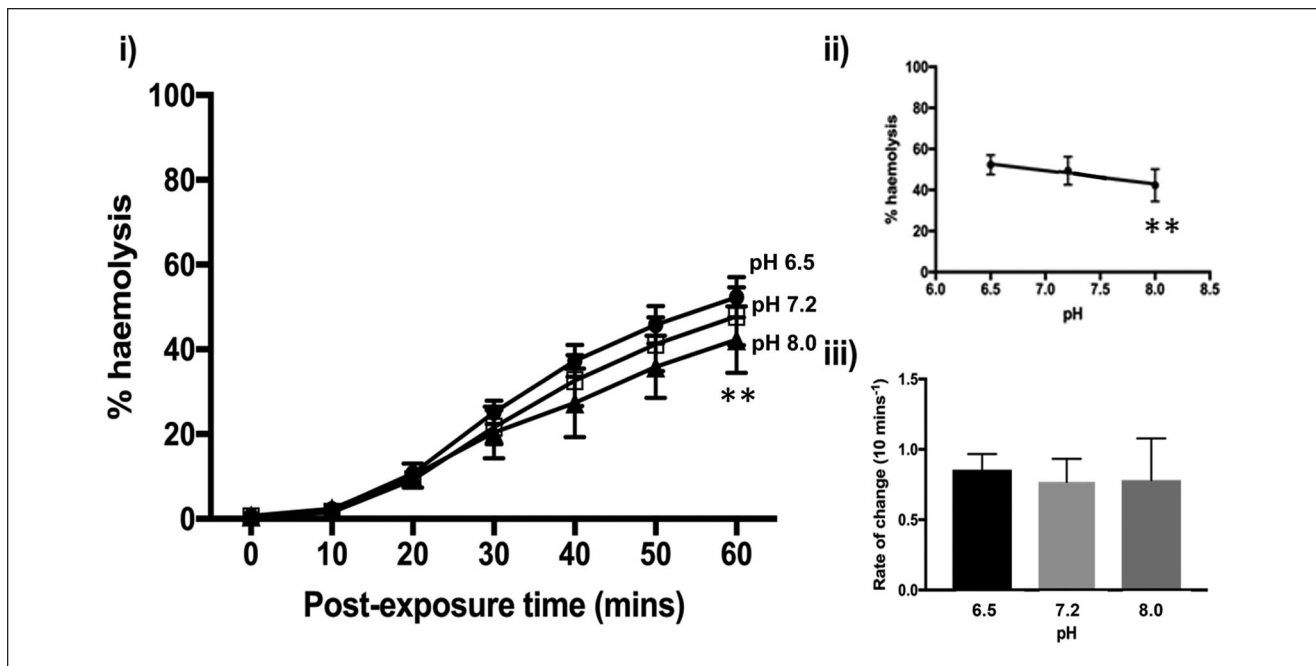 i)
100
80
60
40
20
0
% haemolysis
pH 6.5
pH 7.2
pH 8.0
**
0 10 20 30 40 50 60
Post-exposure time (mins)
ii)
100
80
60
40
20
0
% haemolysis
**
6.0 6.5 7.0 7.5 8.0 8.5
pH
iii)
1.5
1.0
0.5
0.0
Rate of change (10 mins⁻¹)
6.5 7.2 8.0
pH